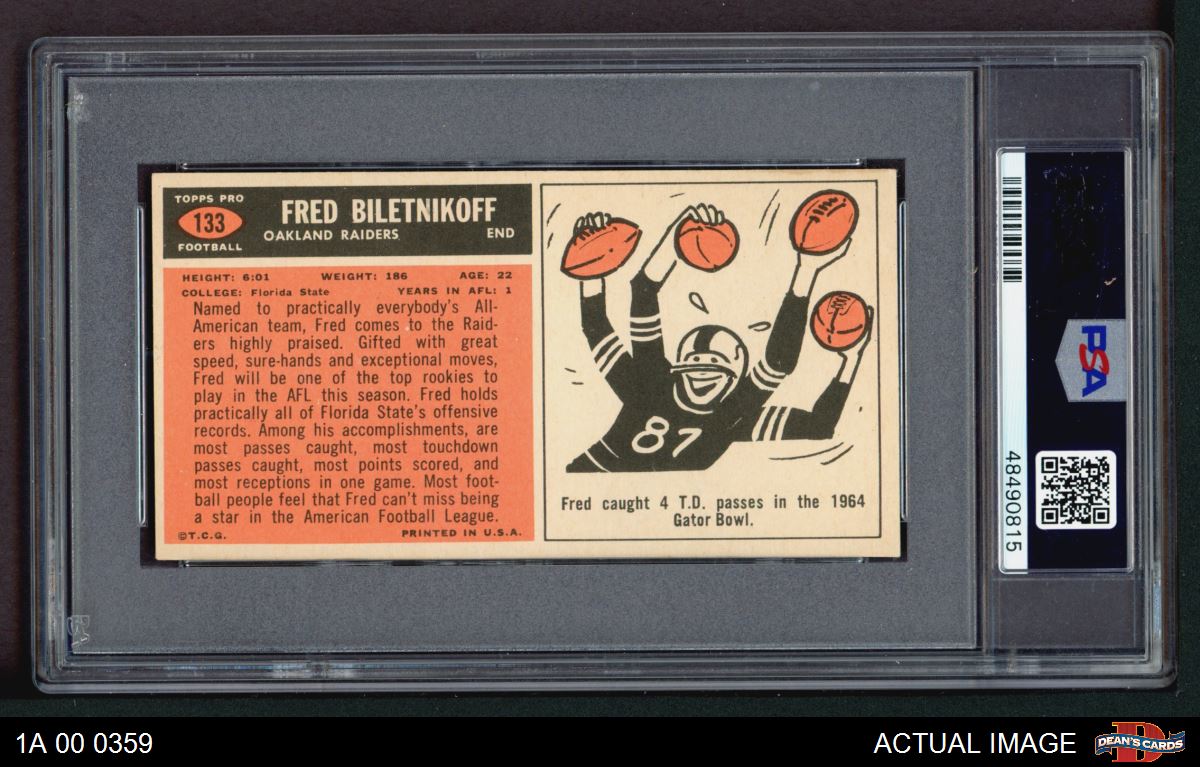 TOPPS PRO
133
FOOTBALL
FRED BILETNIKOFF
OAKLAND RAIDERS END
HEIGHT: 6:01 WEIGHT: 186 AGE: 22
COLLEGE: Florida State YEARS IN AFL: 1
Named to practically everybody's All-
American team, Fred comes to the Raid-
ers highly praised. Gifted with great
speed, sure-hands and exceptional moves,
Fred will be one of the top rookies to
play in the AFL this season. Fred holds
practically all of Florida State's offensive
records. Among his accomplishments, are
most passes caught, most touchdown
passes caught, most points scored, and
most receptions in one game. Most foot-
ball people feel that Fred can't miss being
a star in the American Football League.
©T.C.G. PRINTED IN U.S.A.
87
Fred caught 4 T.D. passes in the 1964
Gator Bowl.
PSA
48490815
1A 00 0359
ACTUAL IMAGE
D
DEAN'S CARDS